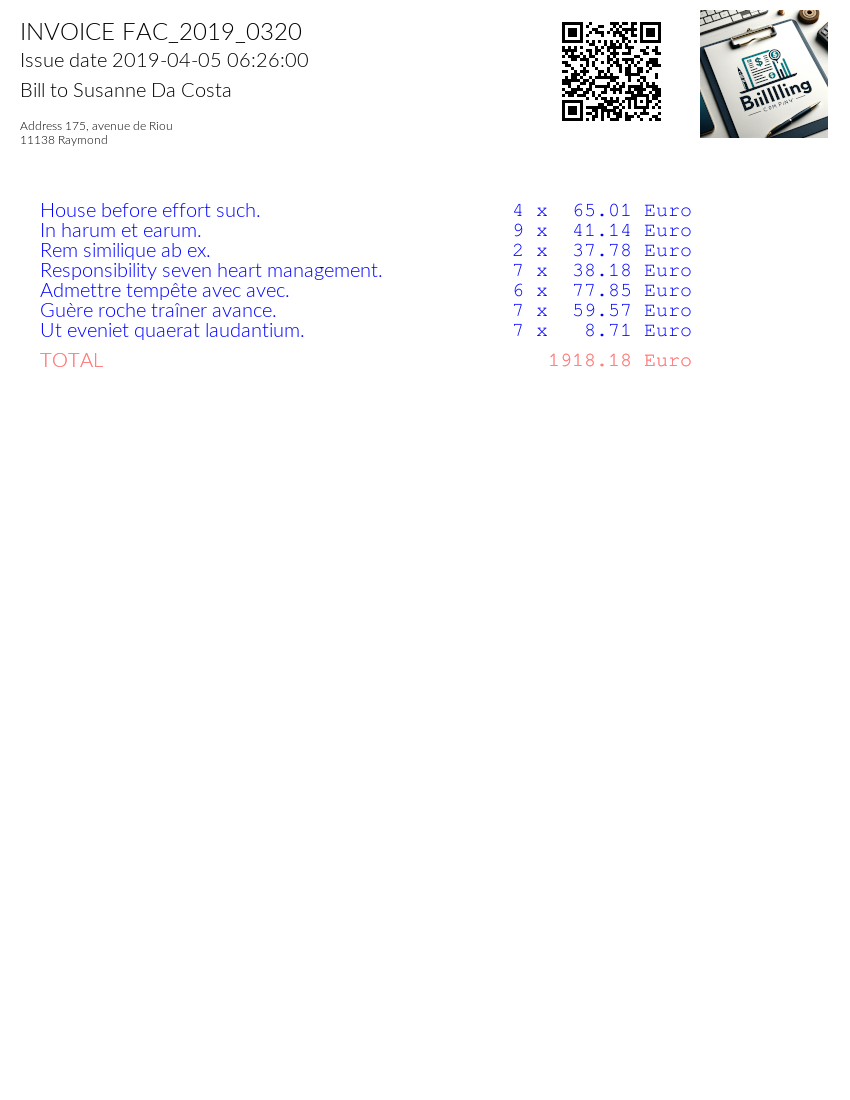 INVOICE FAC_2019_0320
Issue date 2019-04-05 06:26:00
Bill to Susanne Da Costa
Address 175, avenue de Riou
11138 Raymond
Biilllling
COMPANY
House before effort such. 4 x 65.01 Euro
In harum et earum. 9 x 41.14 Euro
Rem similique ab ex. 2 x 37.78 Euro
Responsibility seven heart management. 7 x 38.18 Euro
Admettre tempête avec avec. 6 x 77.85 Euro
Guère roche traîner avance. 7 x 59.57 Euro
Ut eveniet quaerat laudantium. 7 x 8.71 Euro
TOTAL 1918.18 Euro